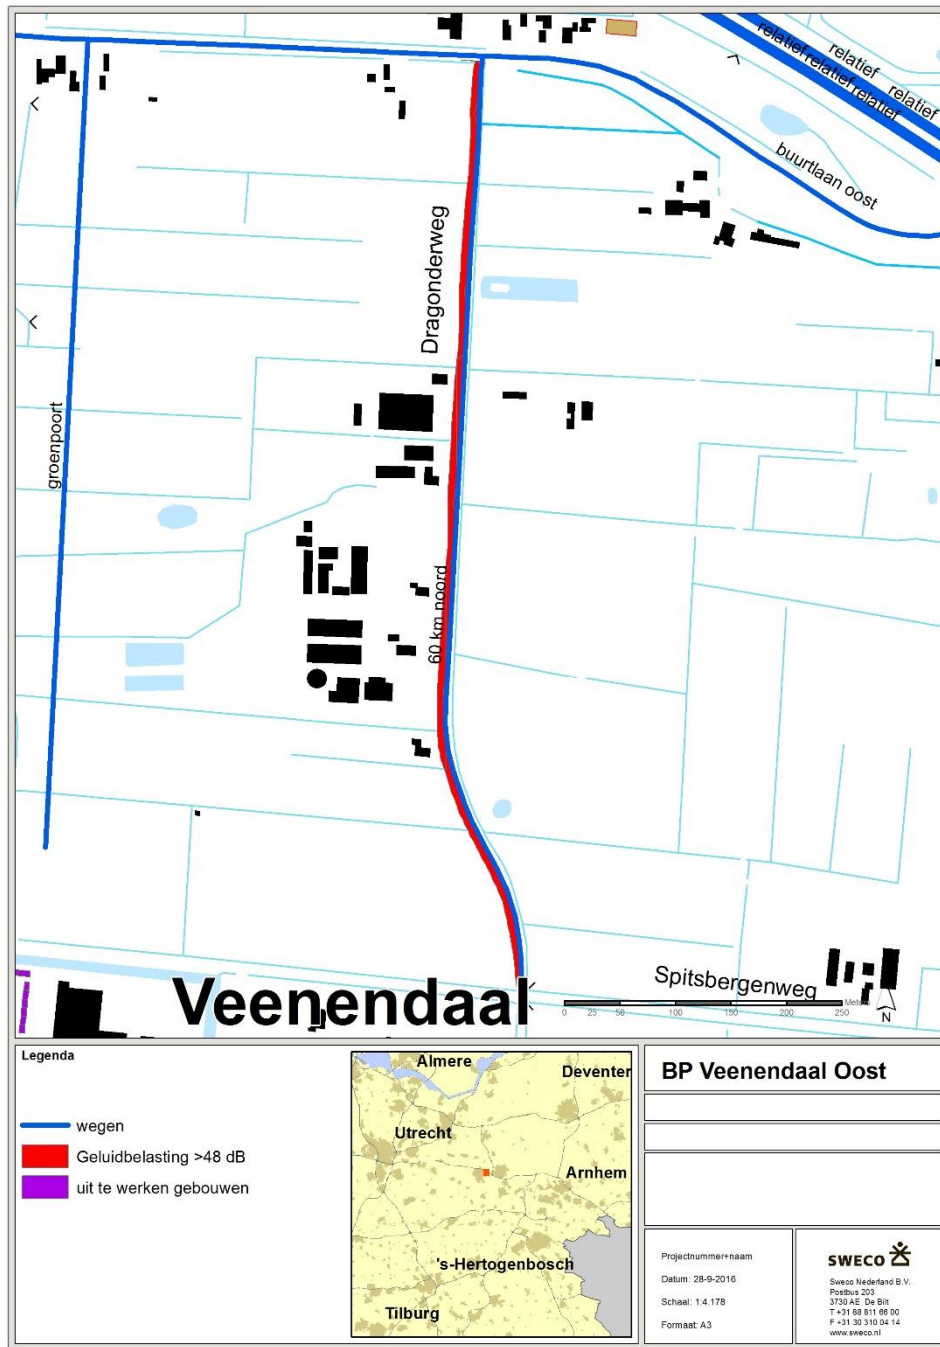 relatief
relatief
relatief
relatief
relatief
relatief
buurtlaan oost
Dragonderweg
groenpoort
60 km noord
Veenendaal
Spitsbergenweg
Meters
0 25 50 100 150 200 250
N
Legenda
wegen
Geluidbelasting >48 dB
uit te werken gebouwen
Almere
Deventer
Utrecht
Arnhem
's-Hertogenbosch
Tilburg
BP Veenendaal Oost
Projectnummer+naam
Datum: 28-9-2016
Schaal: 1:4.178
Formaat: A3
SWECO
Sweco Nederland B.V.
Postbus 203
3730 AE De Bilt
T +31 88 811 66 00
F +31 30 310 04 14
www.sweco.nl